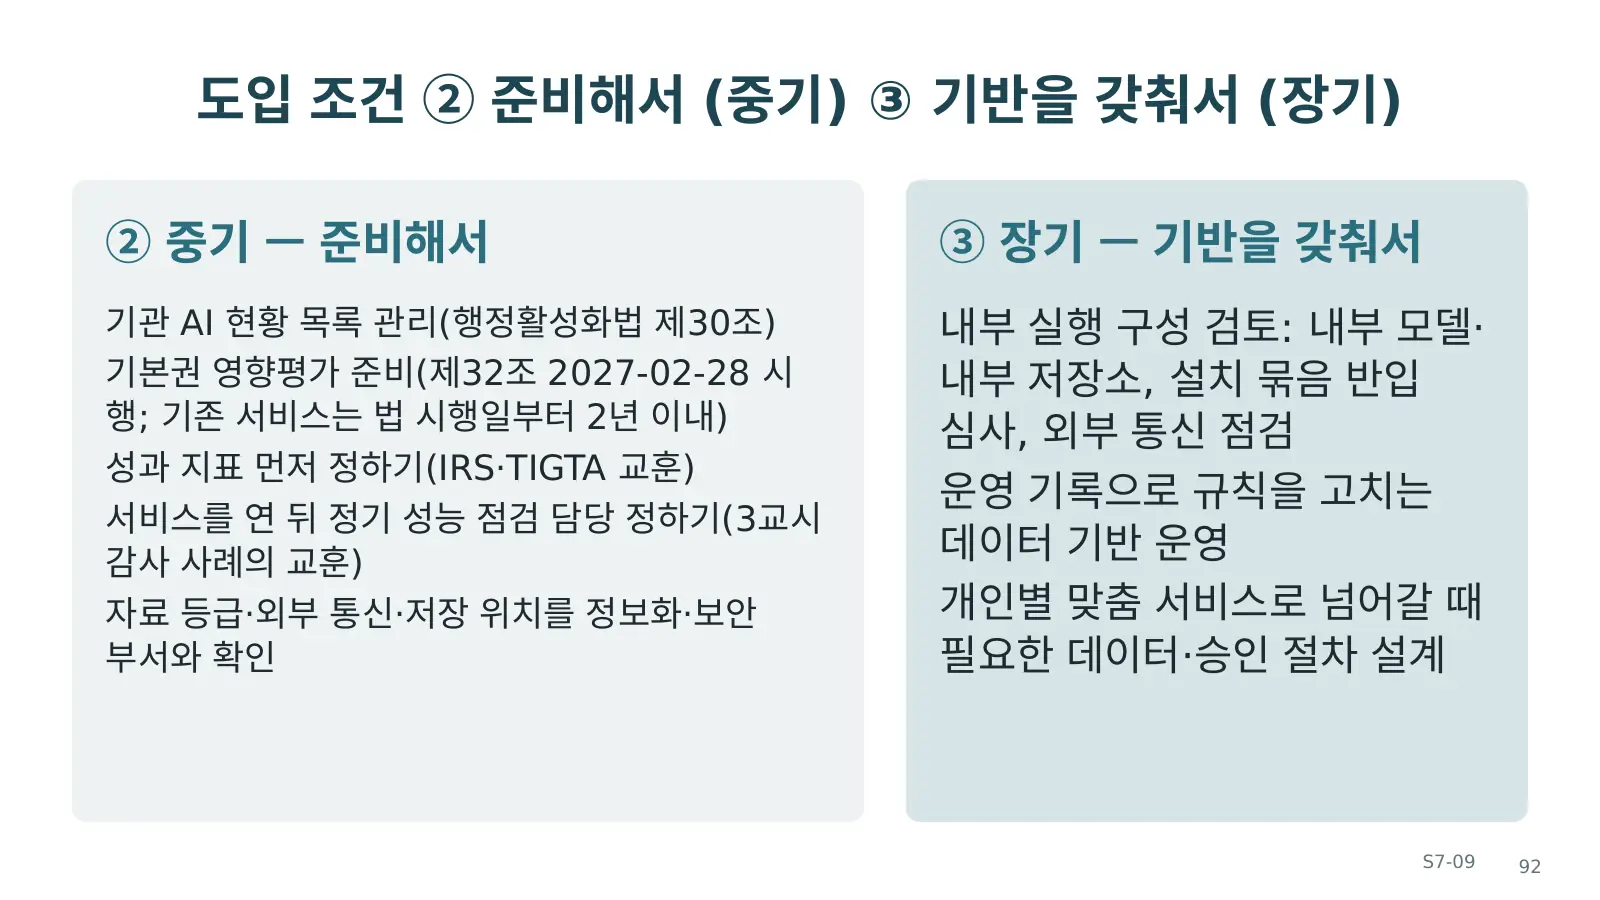 도입 조건 ② 준비해서 (중기) ③ 기반을 갖춰서 (장기)
② 중기 — 준비해서
기관 AI 현황 목록 관리(행정활성화법 제30조)
기본권 영향평가 준비(제32조 2027-02-28 시
행; 기존 서비스는 법 시행일부터 2년 이내)
성과 지표 먼저 정하기(IRS·TIGTA 교훈)
서비스를 연 뒤 정기 성능 점검 담당 정하기(3교시
감사 사례의 교훈)
자료 등급·외부 통신·저장 위치를 정보화·보안
부서와 확인
③ 장기 — 기반을 갖춰서
내부 실행 구성 검토: 내부 모델·
내부 저장소, 설치 묶음 반입
심사, 외부 통신 점검
운영 기록으로 규칙을 고치는
데이터 기반 운영
개인별 맞춤 서비스로 넘어갈 때
필요한 데이터·승인 절차 설계
S7-09
92